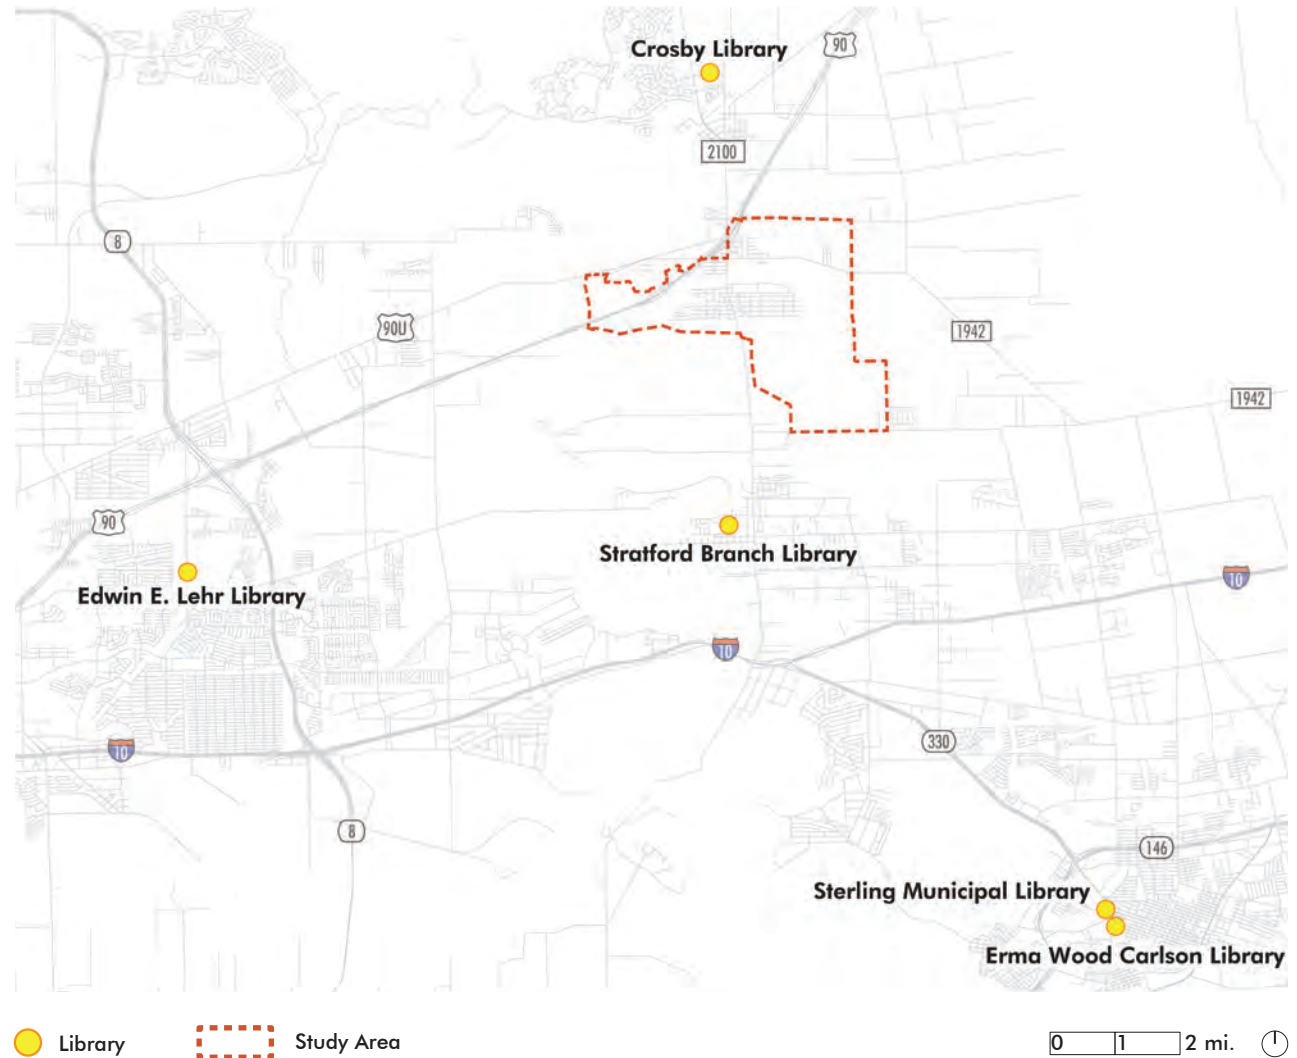 Crosby Library
90
2100
8
90U
1942
1942
90
Stratford Branch Library
10
Edwin E. Lehr Library
10
330
10
8
146
Sterling Municipal Library
Erma Wood Carlson Library
Library
Study Area
0 1 2 mi.